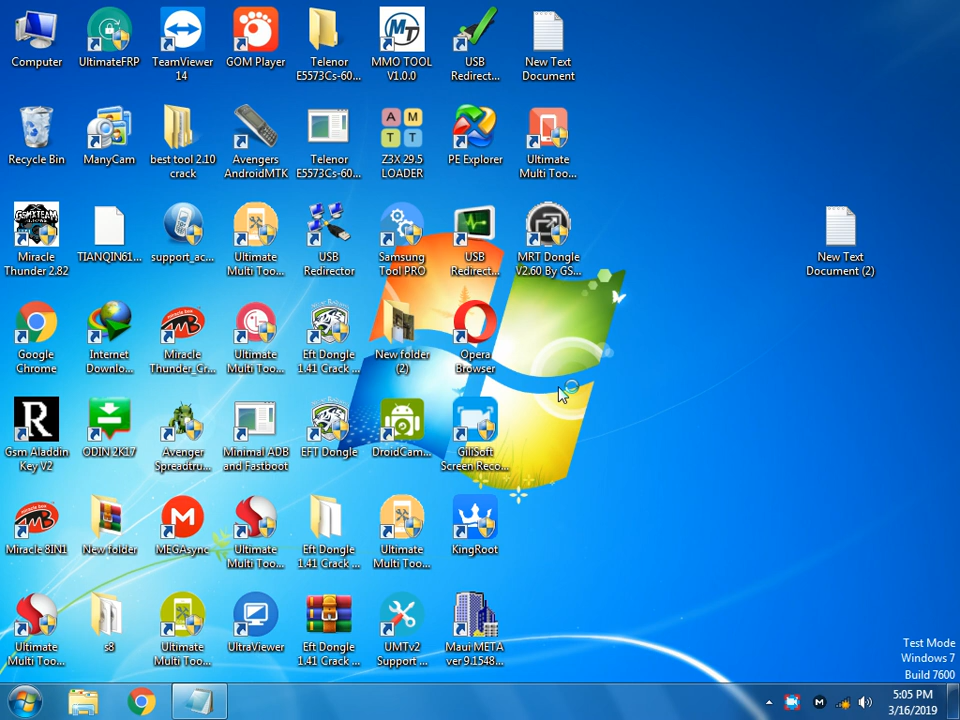 Computer
UltimateFRP
TeamViewer
14
GOM Player
Telenor
E5573Cs-60...
MMO TOOL
V1.0.0
USB
Redirect...
New Text
Document
Recycle Bin
ManyCam
best tool 2.10
crack
Avengers
AndroidMTK
Telenor
E5573Cs-60...
Z3X 29.5
LOADER
PE Explorer
Ultimate
Multi Too...
Miracle
Thunder 2.82
TIANQIN61...
support_ac...
Ultimate
Multi Too...
USB
Redirector
Samsung
Tool PRO
USB
Redirect...
MRT Dongle
V2.60 By GS...
New Text
Document (2)
Google
Chrome
Internet
Downlo...
Miracle
Thunder_Cr...
Ultimate
Multi Too...
Eft Dongle
1.41 Crack ...
New folder
(2)
Opera
Browser
Gsm Aladdin
Key V2
ODIN 2K17
Avenger
Spreadtru...
Minimal ADB
and Fastboot
EFT Dongle
DroidCam...
GiliSoft
Screen Reco...
Miracle 8IN1
New folder
MEGAsync
Ultimate
Multi Too...
Eft Dongle
1.41 Crack ...
Ultimate
Multi Too...
KingRoot
Ultimate
Multi Too...
s8
Ultimate
Multi Too...
UltraViewer
Eft Dongle
1.41 Crack ...
UMTv2
Support ...
Maui META
ver 9.1548...
Test Mode
Windows 7
Build 7600
5:05 PM
3/16/2019